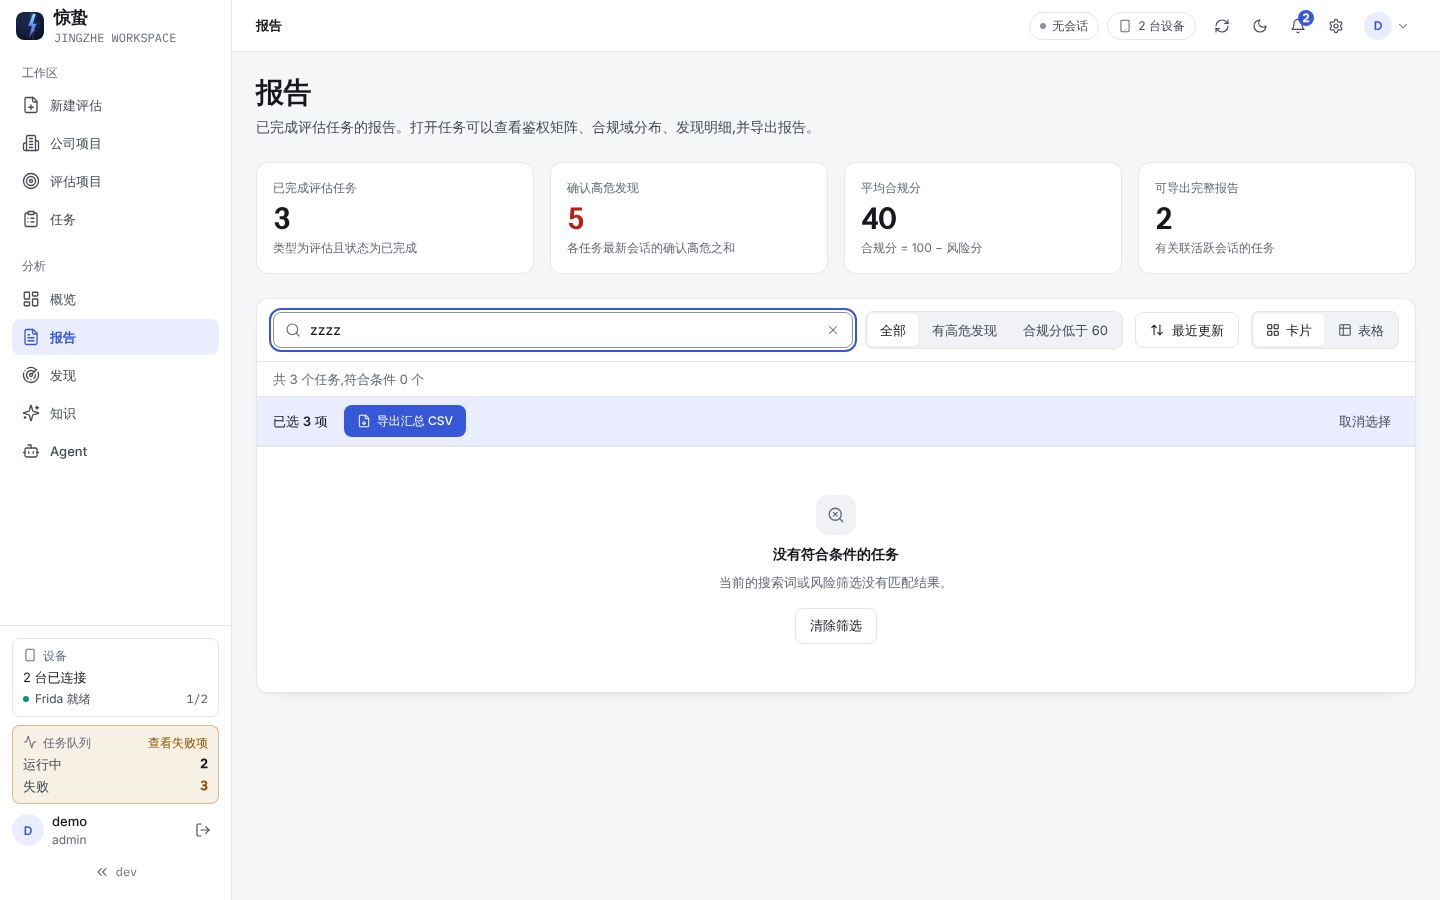 惊蛰
JINGZHE WORKSPACE
工作区
新建评估
公司项目
评估项目
任务
分析
概览
报告
发现
知识
Agent
设备
2 台已连接
Frida 就绪 1/2
任务队列 查看失败项
运行中 2
失败 3
D demo
admin
dev
报告
无会话
2 台设备
2
D
报告
已完成评估任务的报告。打开任务可以查看鉴权矩阵、合规域分布、发现明细,并导出报告。
已完成评估任务
3
类型为评估且状态为已完成
确认高危发现
5
各任务最新会话的确认高危之和
平均合规分
40
合规分 = 100 − 风险分
可导出完整报告
2
有关联活跃会话的任务
zzzz
全部 有高危发现 合规分低于 60
最近更新
卡片 表格
共 3 个任务,符合条件 0 个
已选 3 项 导出汇总 CSV 取消选择
没有符合条件的任务
当前的搜索词或风险筛选没有匹配结果。
清除筛选